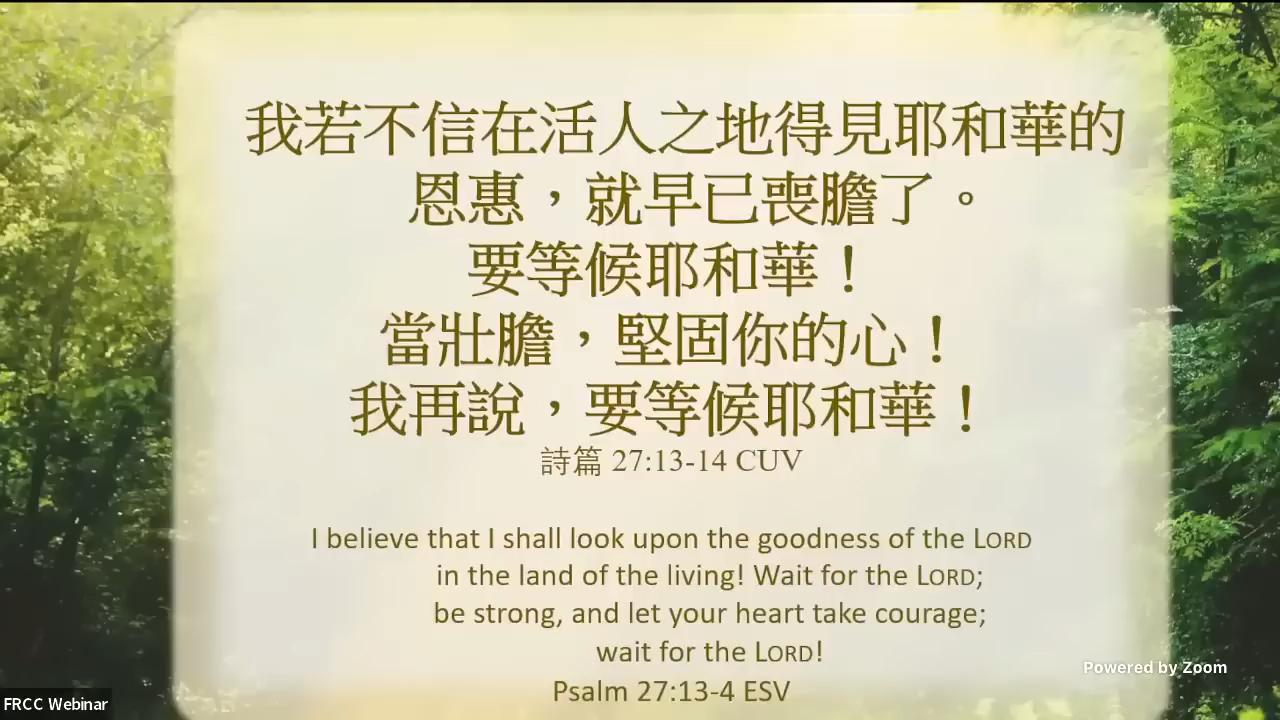 我若不信在活人之地得見耶和華的
恩惠，就早已喪膽了。
要等候耶和華！
當壯膽，堅固你的心！
我再說，要等候耶和華！
詩篇 27:13-14 CUV
I believe that I shall look upon the goodness of the LORD
in the land of the living! Wait for the LORD;
be strong, and let your heart take courage;
wait for the LORD!
Psalm 27:13-4 ESV
Powered by Zoom
FRCC Webinar